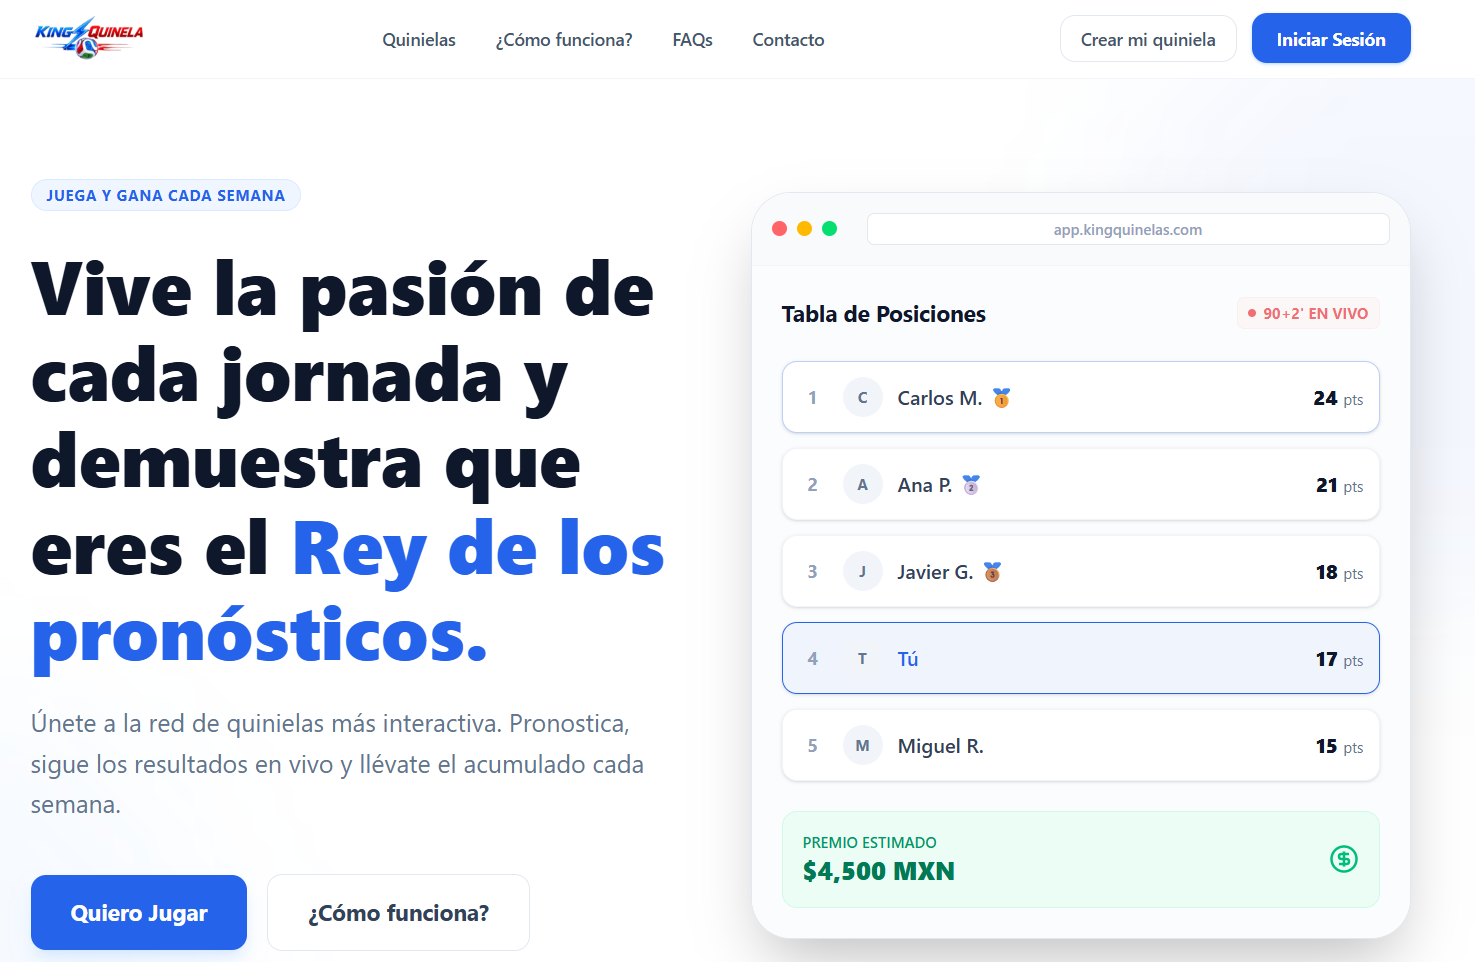 KING QUINELA
Quinielas
¿Cómo funciona?
FAQs
Contacto
Crear mi quiniela
Iniciar Sesión
JUEGA Y GANA CADA SEMANA
Vive la pasión de
cada jornada y
demuestra que
eres el Rey de los
pronósticos.
Únete a la red de quinielas más interactiva. Pronostica,
sigue los resultados en vivo y llévate el acumulado cada
semana.
Quiero Jugar
¿Cómo funciona?
app.kingquinelas.com
Tabla de Posiciones
90+2' EN VIVO
1 C Carlos M. 🥇 24 pts
2 A Ana P. 🥈 21 pts
3 J Javier G. 🥉 18 pts
4 T Tú 17 pts
5 M Miguel R. 15 pts
PREMIO ESTIMADO
$4,500 MXN